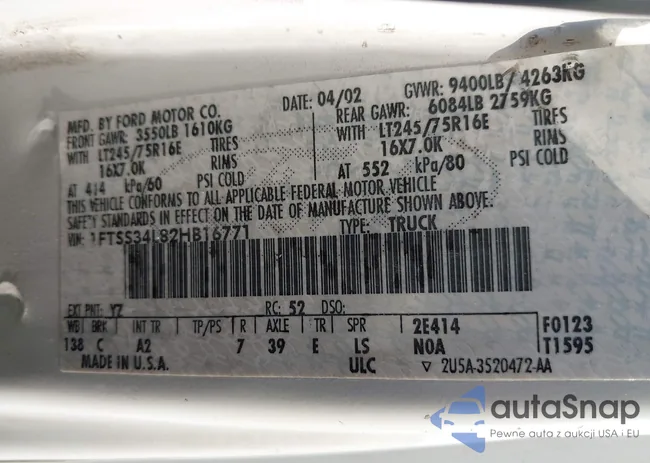 MFD. BY FORD MOTOR CO.
DATE: 04/02
GVWR: 9400LB/ 4263KG
FRONT GAWR: 3550LB 1610KG
REAR GAWR: 6084LB 2759KG
WITH LT245/75R16E TIRES
WITH LT245/75R16E TIRES
16X7.0K RIMS
16X7.0K RIMS
AT 414 kPa/60 PSI COLD
AT 552 kPa/80 PSI COLD
THIS VEHICLE CONFORMS TO ALL APPLICABLE FEDERAL MOTOR VEHICLE
SAFETY STANDARDS IN EFFECT ON THE DATE OF MANUFACTURE SHOWN ABOVE.
VIN: 1FTSS34L82HB16771
TYPE: TRUCK
EXT PNT: YZ RC: 52 DSO:
WB BRK INT TR TP/PS R AXLE TR SPR 2E414 F0123
138 C A2 7 39 E LS N0A T1595
MADE IN U.S.A. ULC ▽ 2U5A-3520472-AA
autaSnap
Pewne auta z aukcji USA i EU